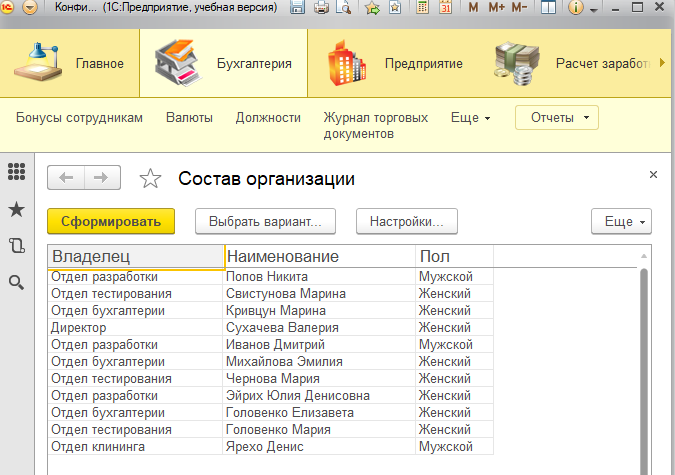 Конфи... (1С:Предприятие, учебная версия) M M+ M-
Главное Бухгалтерия Предприятие Расчет заработ
Бонусы сотрудникам Валюты Должности Журнал торговых документов Еще Отчеты
Состав организации
Сформировать Выбрать вариант... Настройки... Еще
Владелец Наименование Пол
Отдел разработки Попов Никита Мужской
Отдел тестирования Свистунова Марина Женский
Отдел бухгалтерии Кривцун Марина Женский
Директор Сухачева Валерия Женский
Отдел разработки Иванов Дмитрий Мужской
Отдел бухгалтерии Михайлова Эмилия Женский
Отдел тестирования Чернова Мария Женский
Отдел разработки Эйрих Юлия Денисовна Женский
Отдел бухгалтерии Головенко Елизавета Женский
Отдел тестирования Головенко Мария Женский
Отдел клининга Ярехо Денис Мужской